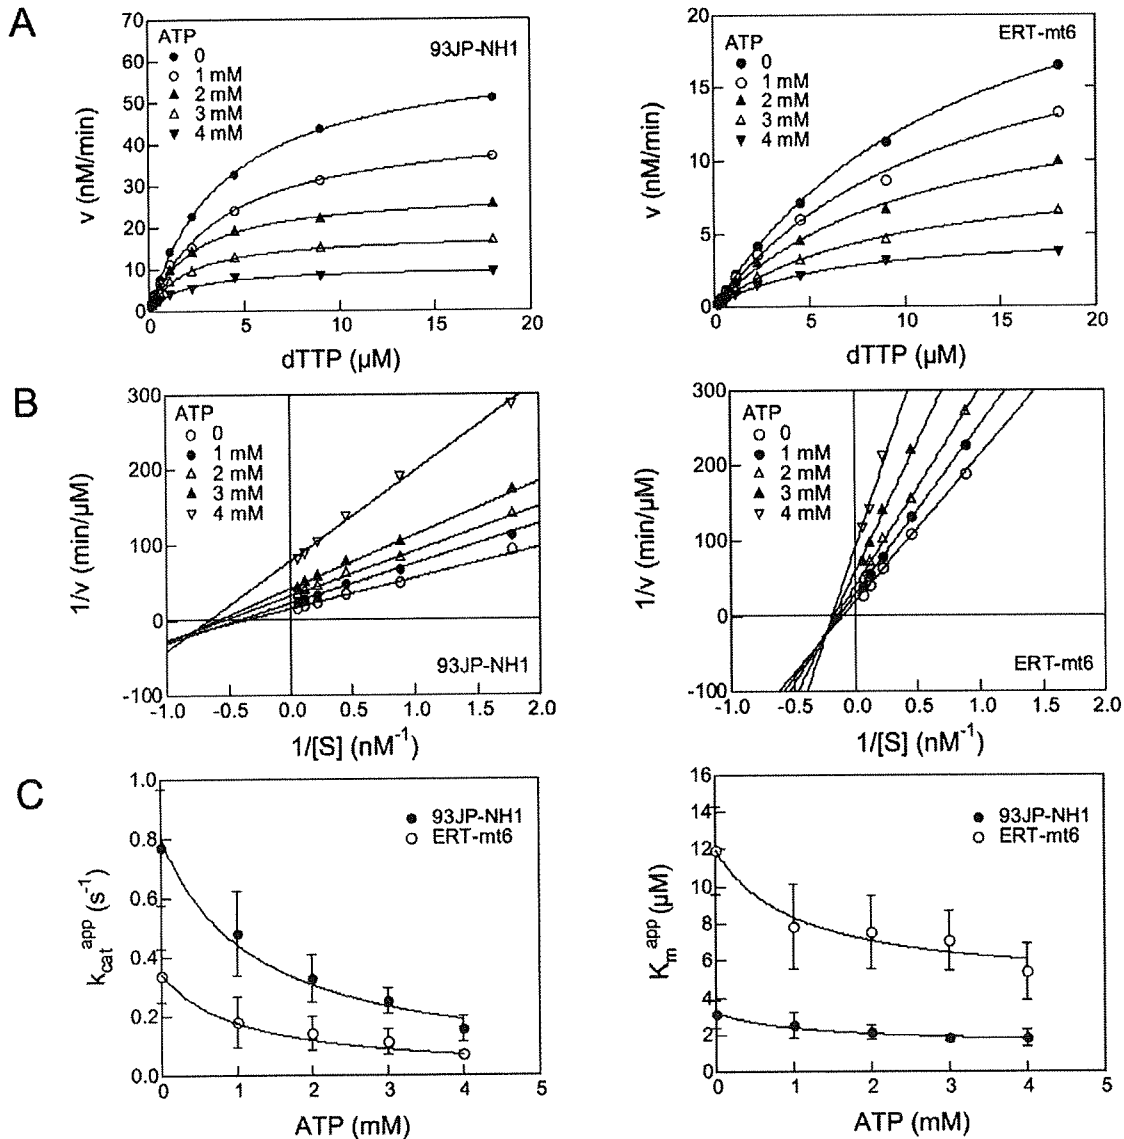 A
70
60
50
40
30
20
10
0
v (nM/min)
ATP
0
1 mM
2 mM
3 mM
4 mM
93JP-NH1
0
5
10
15
20
dTTP (µM)
20
15
10
5
0
v (nM/min)
ATP
0
1 mM
2 mM
3 mM
4 mM
ERT-mt6
0
5
10
15
20
dTTP (µM)
B
300
200
100
0
-100
1/v (min/µM)
ATP
0
1 mM
2 mM
3 mM
4 mM
93JP-NH1
-1.0
-0.5
0.0
0.5
1.0
1.5
2.0
1/[S] (nM-1)
300
200
100
0
-100
1/v (min/µM)
ATP
0
1 mM
2 mM
3 mM
4 mM
ERT-mt6
-1.0
-0.5
0.0
0.5
1.0
1.5
2.0
1/[S] (nM-1)
C
1.0
0.8
0.6
0.4
0.2
0.0
kcat app (s-1)
93JP-NH1
ERT-mt6
0
1
2
3
4
5
ATP (mM)
16
14
12
10
8
6
4
2
0
Km app (µM)
93JP-NH1
ERT-mt6
0
1
2
3
4
5
ATP (mM)